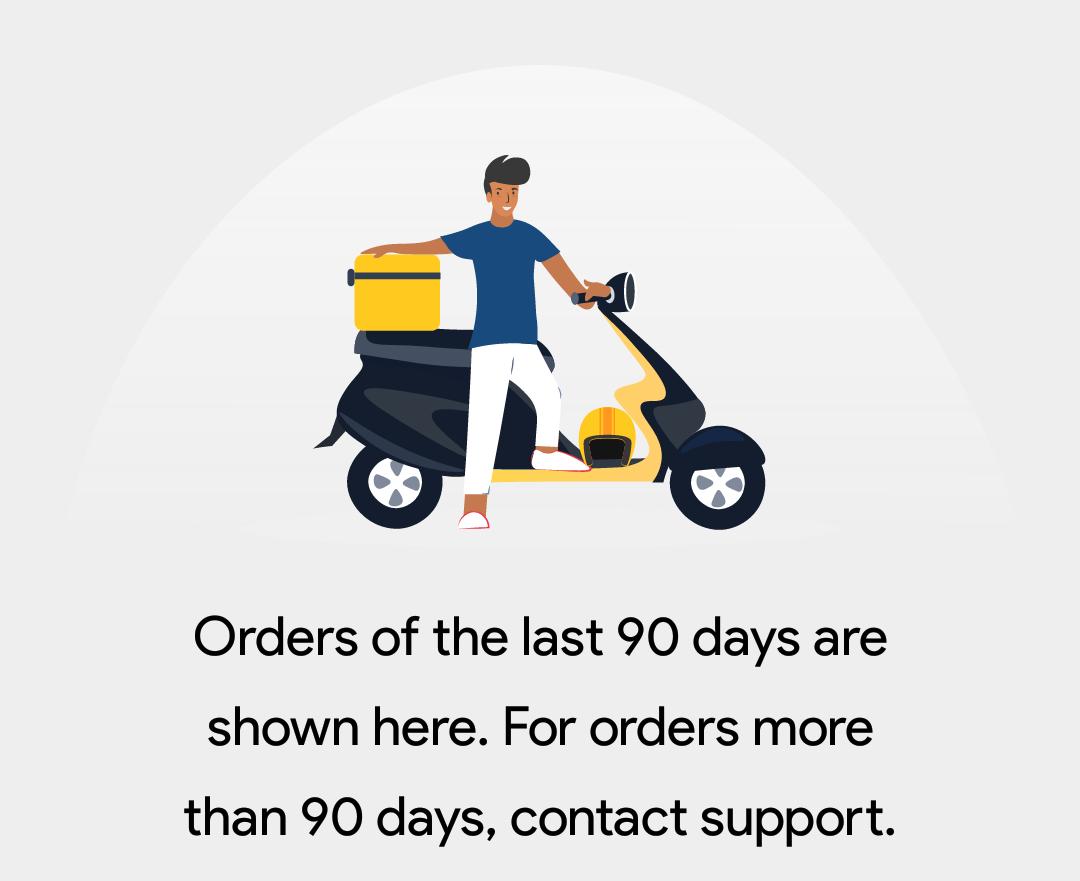 Orders of the last 90 days are
shown here. For orders more
than 90 days, contact support.